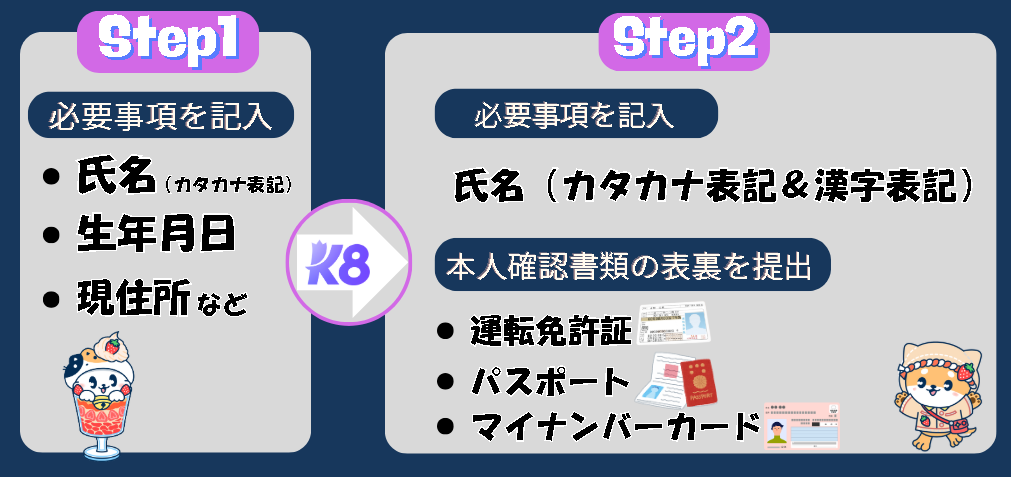 Step1
必要事項を記入
• 氏名（カタカナ表記）
• 生年月日
• 現住所 など
K8
Step2
必要事項を記入
氏名（カタカナ表記＆漢字表記）
本人確認書類の表裏を提出
• 運転免許証
• パスポート
• マイナンバーカード
PASSPORT